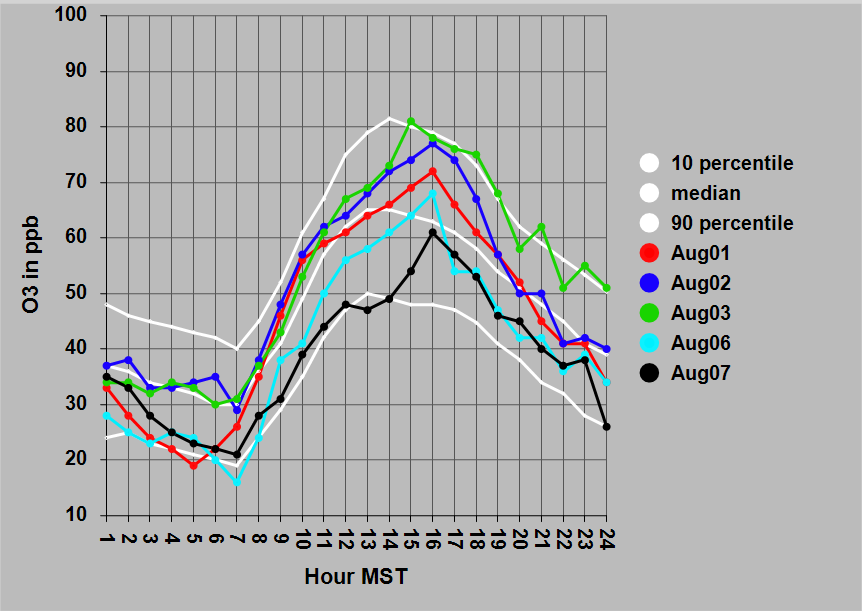 100
90
80
70
60
50
40
30
20
10
O3 in ppb
1 2 3 4 5 6 7 8 9 10 11 12 13 14 15 16 17 18 19 20 21 22 23 24
Hour MST
10 percentile
median
90 percentile
Aug01
Aug02
Aug03
Aug06
Aug07